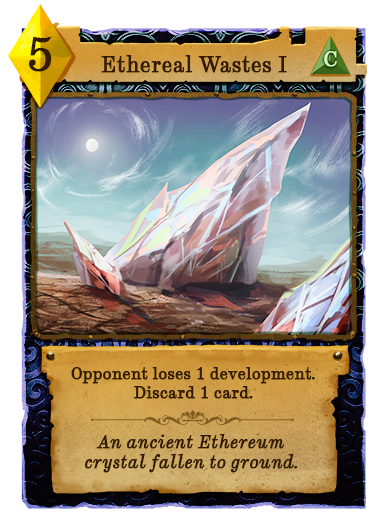 5
Ethereal Wastes I
C
Opponent loses 1 development.
Discard 1 card.
An ancient Ethereum
crystal fallen to ground.